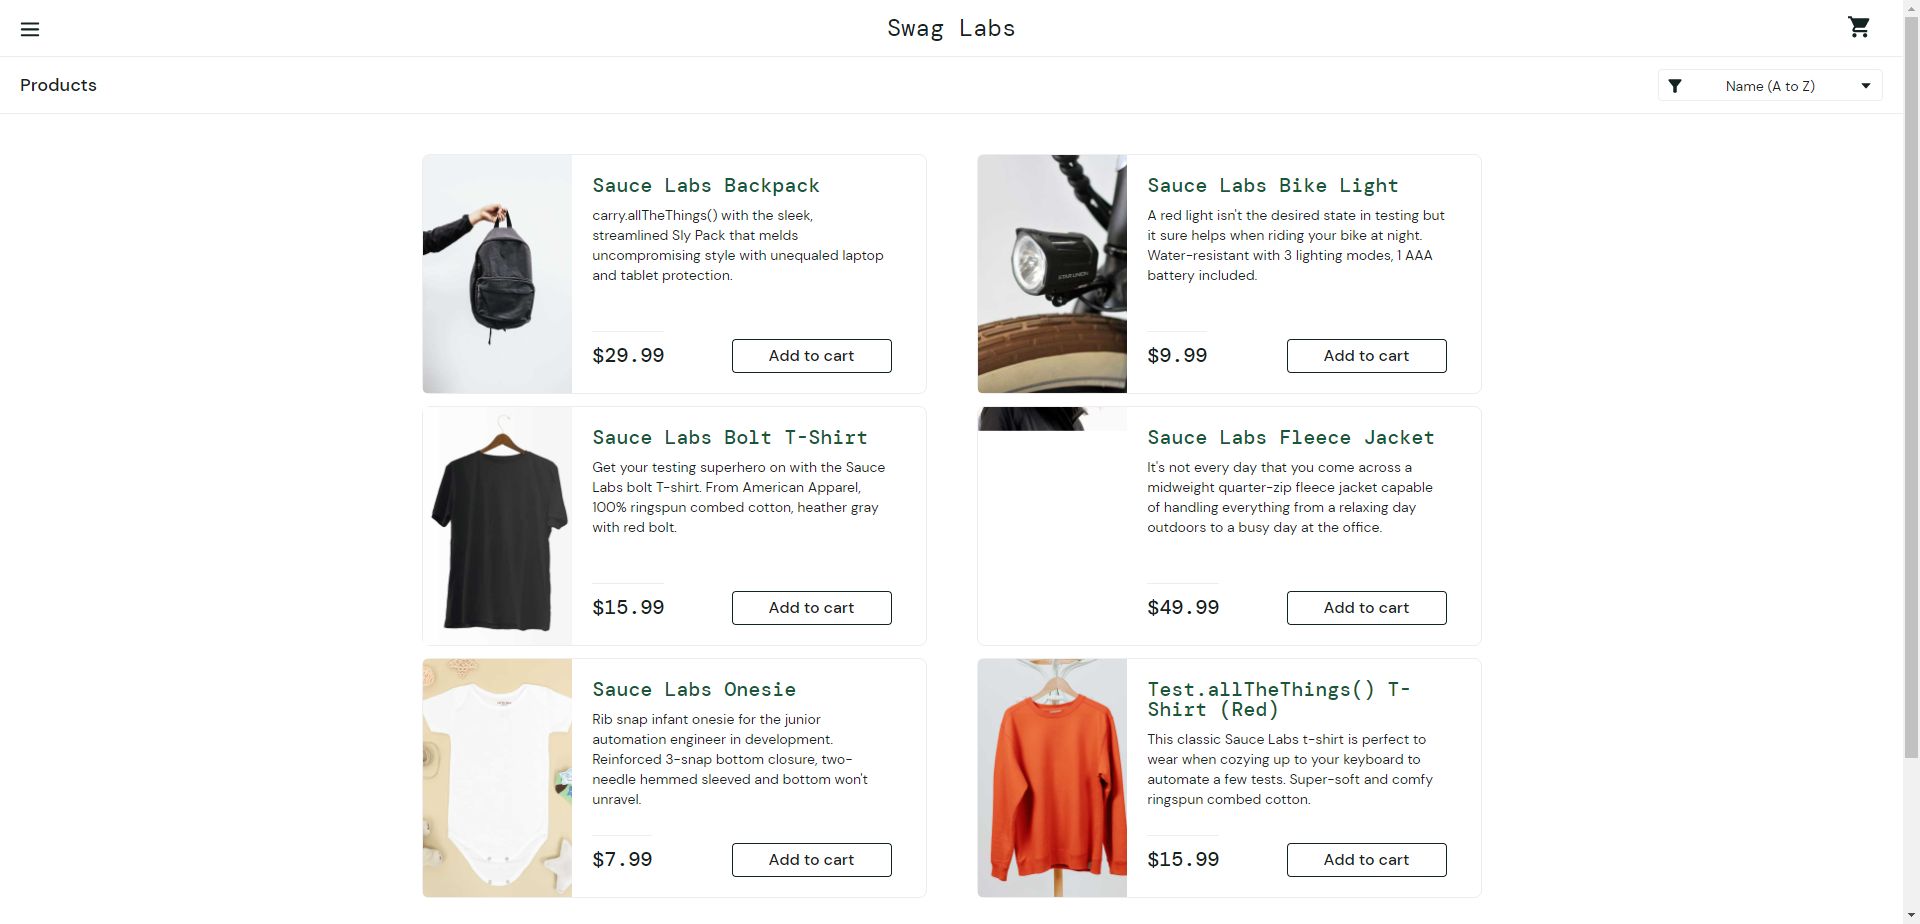 Swag Labs
Products
Name (A to Z)
Sauce Labs Backpack
carry.allTheThings() with the sleek,
streamlined Sly Pack that melds
uncompromising style with unequaled laptop
and tablet protection.
$29.99
Add to cart
Sauce Labs Bike Light
A red light isn't the desired state in testing but
it sure helps when riding your bike at night.
Water-resistant with 3 lighting modes, 1 AAA
battery included.
STAR UNION
$9.99
Add to cart
Sauce Labs Bolt T-Shirt
Get your testing superhero on with the Sauce
Labs bolt T-shirt. From American Apparel,
100% ringspun combed cotton, heather gray
with red bolt.
$15.99
Add to cart
Sauce Labs Fleece Jacket
It's not every day that you come across a
midweight quarter-zip fleece jacket capable
of handling everything from a relaxing day
outdoors to a busy day at the office.
$49.99
Add to cart
Sauce Labs Onesie
Rib snap infant onesie for the junior
automation engineer in development.
Reinforced 3-snap bottom closure, two-
needle hemmed sleeved and bottom won't
unravel.
$7.99
Add to cart
Test.allTheThings() T-
Shirt (Red)
This classic Sauce Labs t-shirt is perfect to
wear when cozying up to your keyboard to
automate a few tests. Super-soft and comfy
ringspun combed cotton.
$15.99
Add to cart